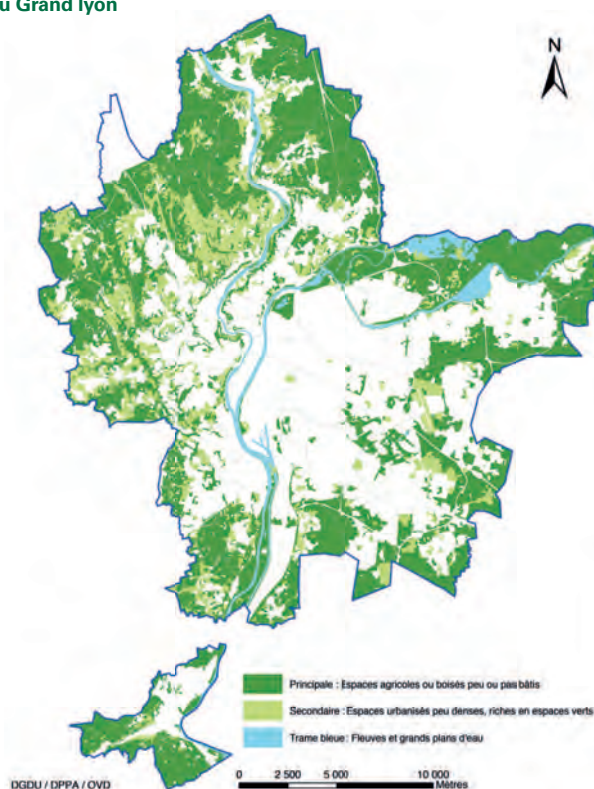 u Grand lyon
N
Principale : Espaces agricoles ou boisés peu ou pas bâtis
Secondaire : Espaces urbanisés peu denses, riches en espaces verts
Trame bleue : Fleuves et grands plans d'eau
DGDU / DPPA / OVD
0 2 500 5 000 10 000
Mètres